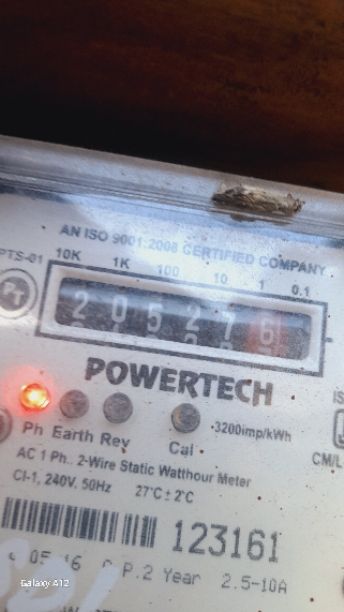 AN ISO 9001:2008 CERTIFIED COMPANY
PTS-01 10K 1K 100 10 1 0.1
PT
2 0 5 2 7 6
POWERTECH
Ph Earth Rev Cal 3200imp/kWh
AC 1 Ph., 2-Wire Static Watthour Meter
CI-1, 240V, 50Hz 27°C ± 2°C
CM/L
123161
P.2 Year 2.5-10A
Galaxy A12